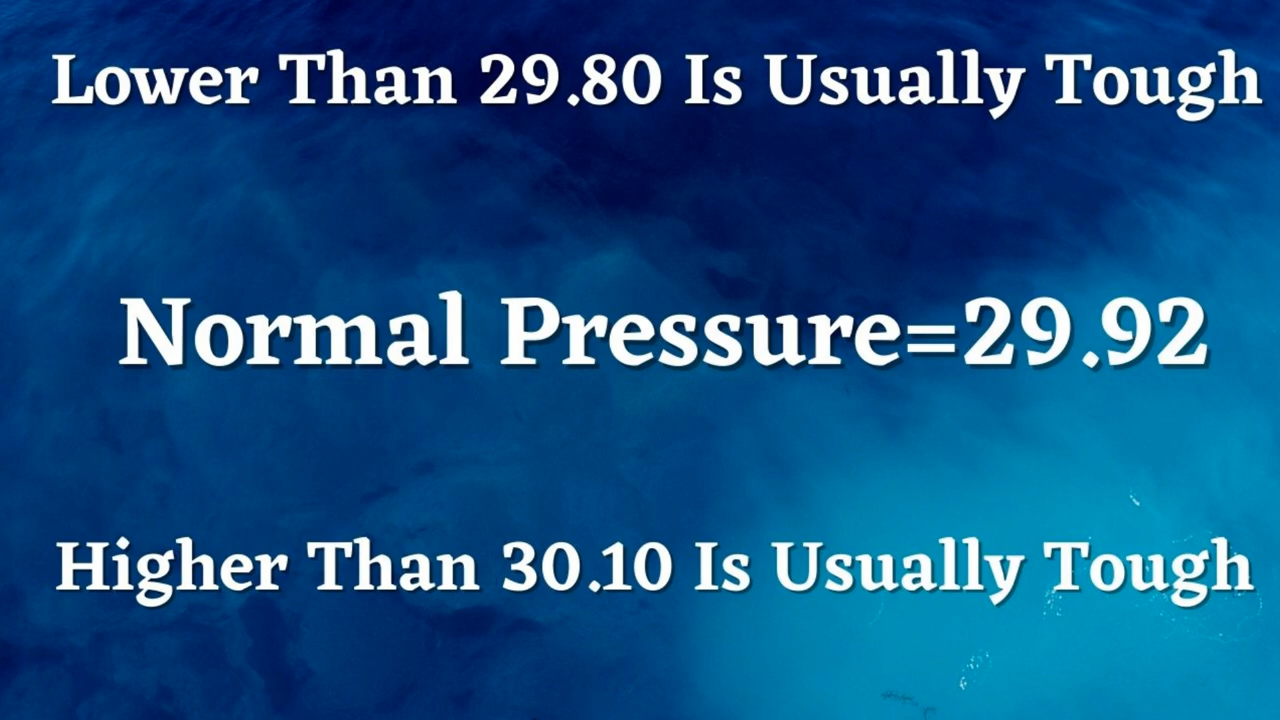 Lower Than 29.80 Is Usually Tough
Normal Pressure=29.92
Higher Than 30.10 Is Usually Tough